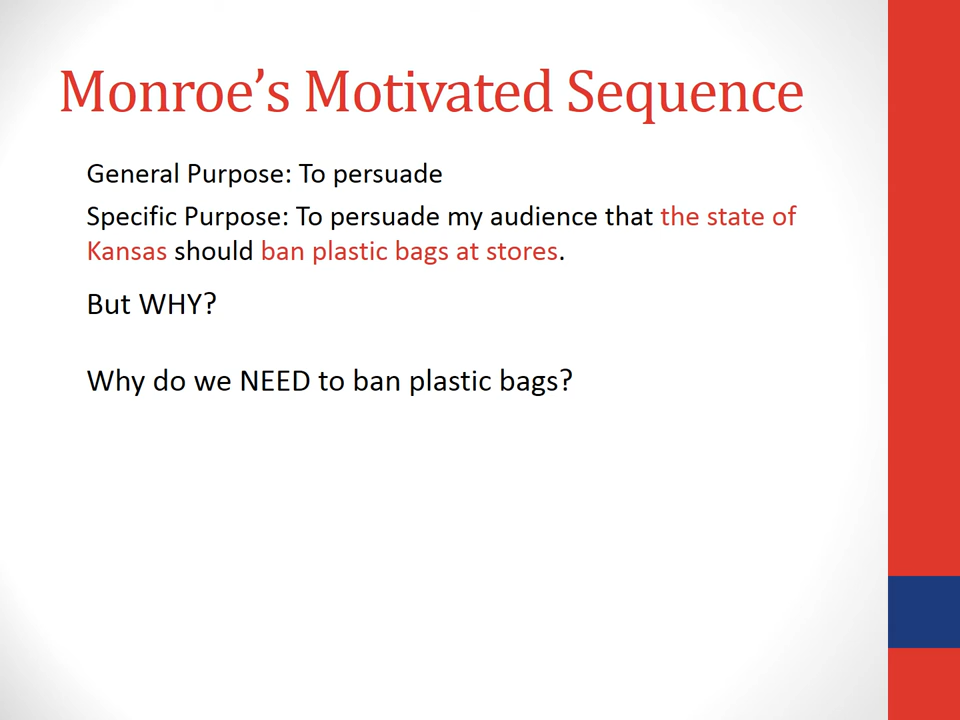 Monroe’s Motivated Sequence
General Purpose: To persuade
Specific Purpose: To persuade my audience that the state of
Kansas should ban plastic bags at stores.
But WHY?
Why do we NEED to ban plastic bags?